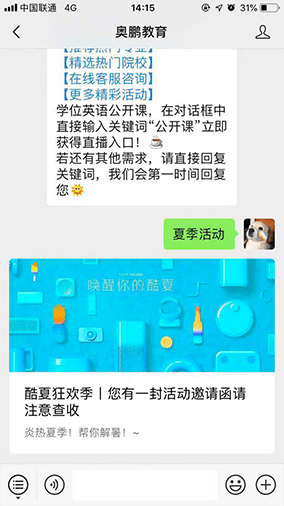 中国联通 4G 14:15 31%
奥鹏教育
【推荐热门专业】
【精选热门院校】
【在线客服咨询】
【更多精彩活动】
学位英语公开课，在对话框中
直接输入关键词“公开课”立即
获得直播入口！☕
若还有其他需求，请直接回复
关键词，我们会第一时间回复
您🌞
夏季活动
唤醒你的酷夏
酷夏狂欢季丨您有一封活动邀请函请
注意查收
炎热夏季！帮你解暑！~